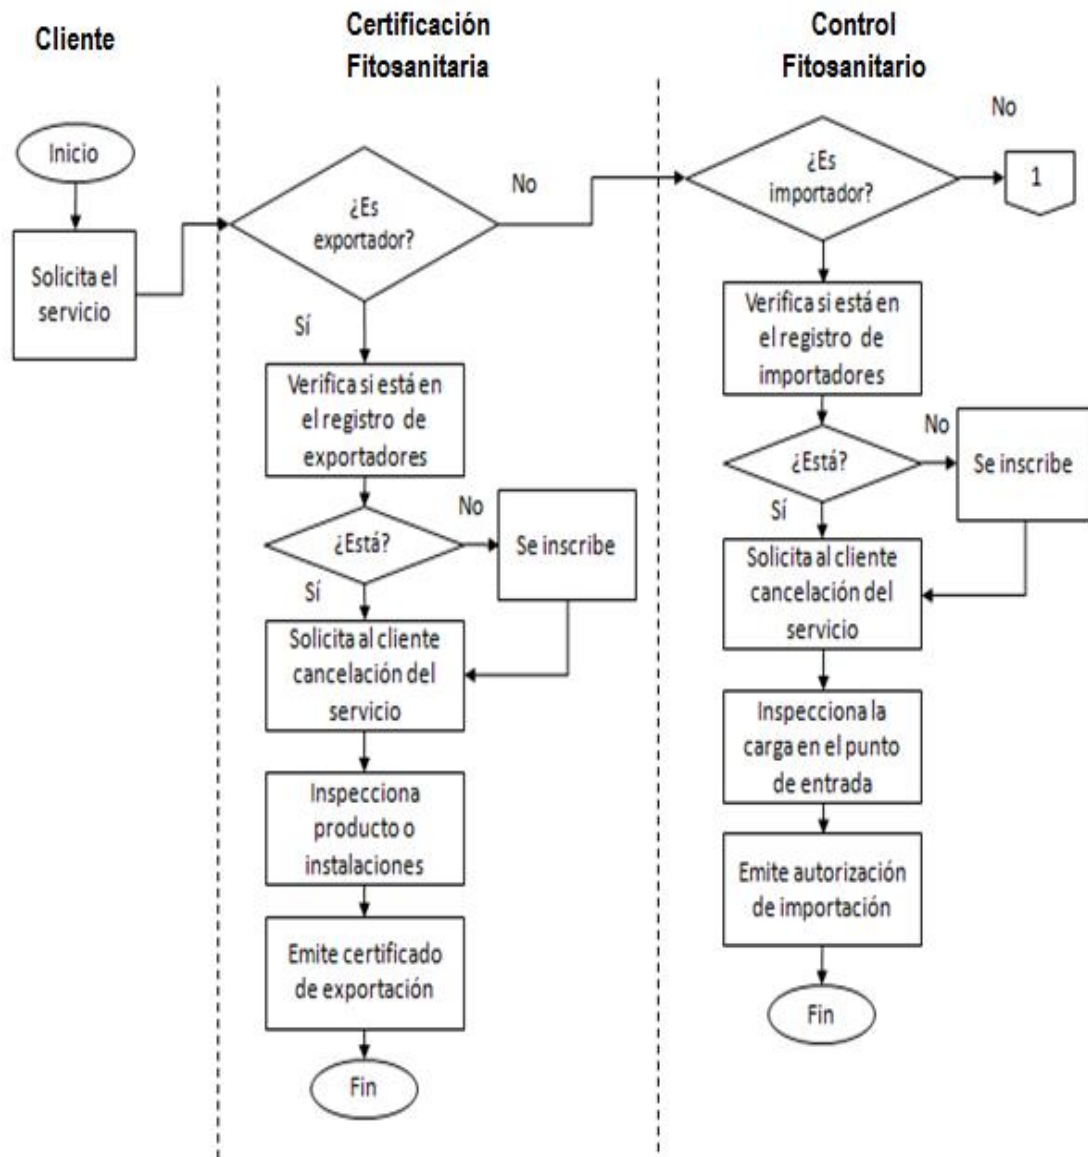 Cliente
Certificación
Fitosanitaria
Control
Fitosanitario
Inicio
Solicita el
servicio
¿Es
exportador?
No
Sí
Verifica si está en
el registro de
exportadores
¿Está?
No
Se inscribe
Sí
Solicita al cliente
cancelación del
servicio
Inspecciona
producto o
instalaciones
Emite certificado
de exportación
Fin
¿Es
importador?
No
1
Verifica si está en
el registro de
importadores
¿Está?
No
Se inscribe
Sí
Solicita al cliente
cancelación del
servicio
Inspecciona la
carga en el punto
de entrada
Emite autorización
de importación
Fin